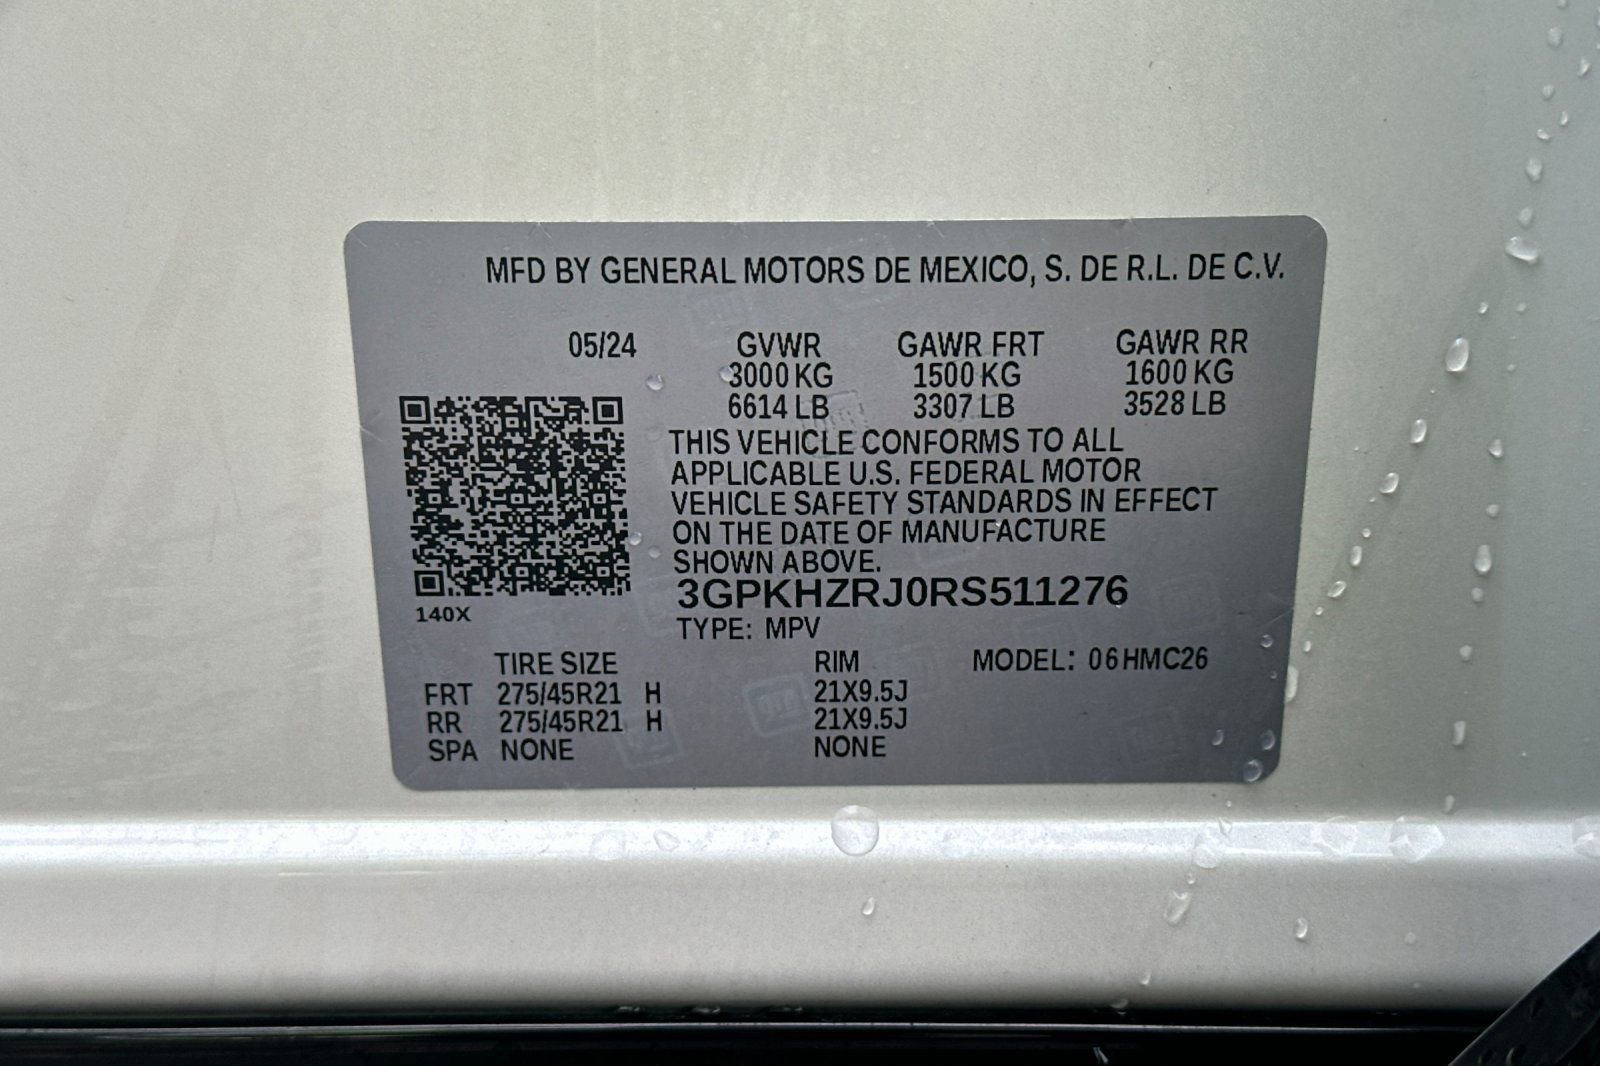 MFD BY GENERAL MOTORS DE MEXICO, S. DE R.L. DE C.V.
05/24 GVWR GAWR FRT GAWR RR
3000 KG 1500 KG 1600 KG
6614 LB 3307 LB 3528 LB
THIS VEHICLE CONFORMS TO ALL
APPLICABLE U.S. FEDERAL MOTOR
VEHICLE SAFETY STANDARDS IN EFFECT
ON THE DATE OF MANUFACTURE
SHOWN ABOVE.
3GPKHZRJ0RS511276
140X
TYPE: MPV
TIRE SIZE RIM MODEL: 06HMC26
FRT 275/45R21 H 21X9.5J
RR 275/45R21 H 21X9.5J
SPA NONE NONE